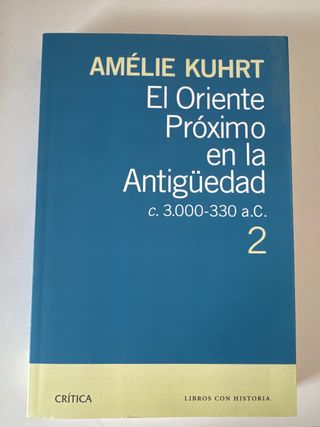 AMÉLIE KUHRT
El Oriente
Próximo
en la
Antigüedad
c. 3.000-330 a.C.
2
CRÍTICA
LIBROS CON HISTORIA